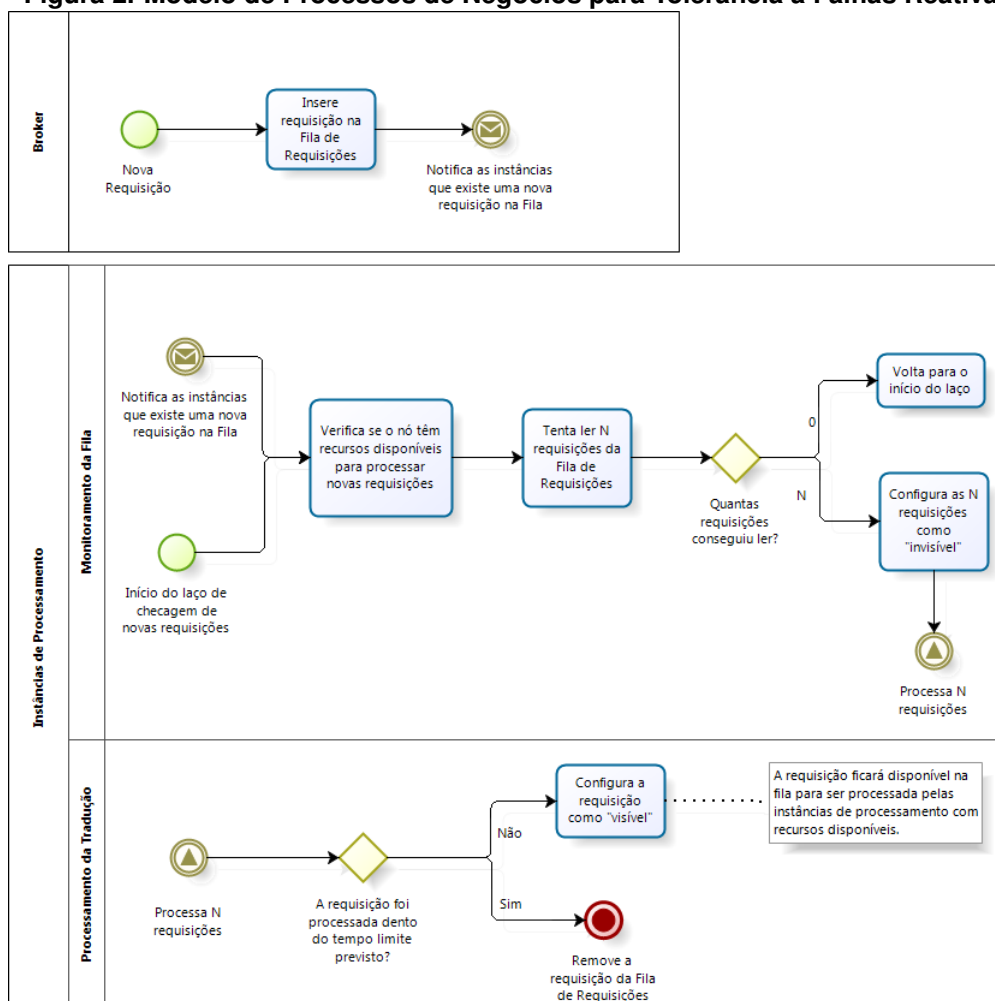 Figura 2. Modelo de Processos de Negócios para Tolerância a Falhas Reativa
Broker
Nova
Requisição
Insere
requisição na
Fila de
Requisições
Notifica as instâncias
que existe uma nova
requisição na Fila
Instâncias de Processamento
Monitoramento da Fila
Notifica as instâncias
que existe uma nova
requisição na Fila
Início do laço de
checagem de
novas requisições
Verifica se o nó têm
recursos disponíveis
para processar
novas requisições
Tenta ler N
requisições da
Fila de
Requisições
Quantas
requisições
conseguiu ler?
0
Volta para o
início do laço
N
Configura as N
requisições
como
"invisível"
Processa N
requisições
Processamento da Tradução
Processa N
requisições
A requisição foi
processada dento
do tempo limite
previsto?
Não
Configura a
requisição
como "visível"
A requisição ficará disponível na
fila para ser processada pelas
instâncias de processamento com
recursos disponíveis.
Sim
Remove a
requisição da Fila
de Requisições